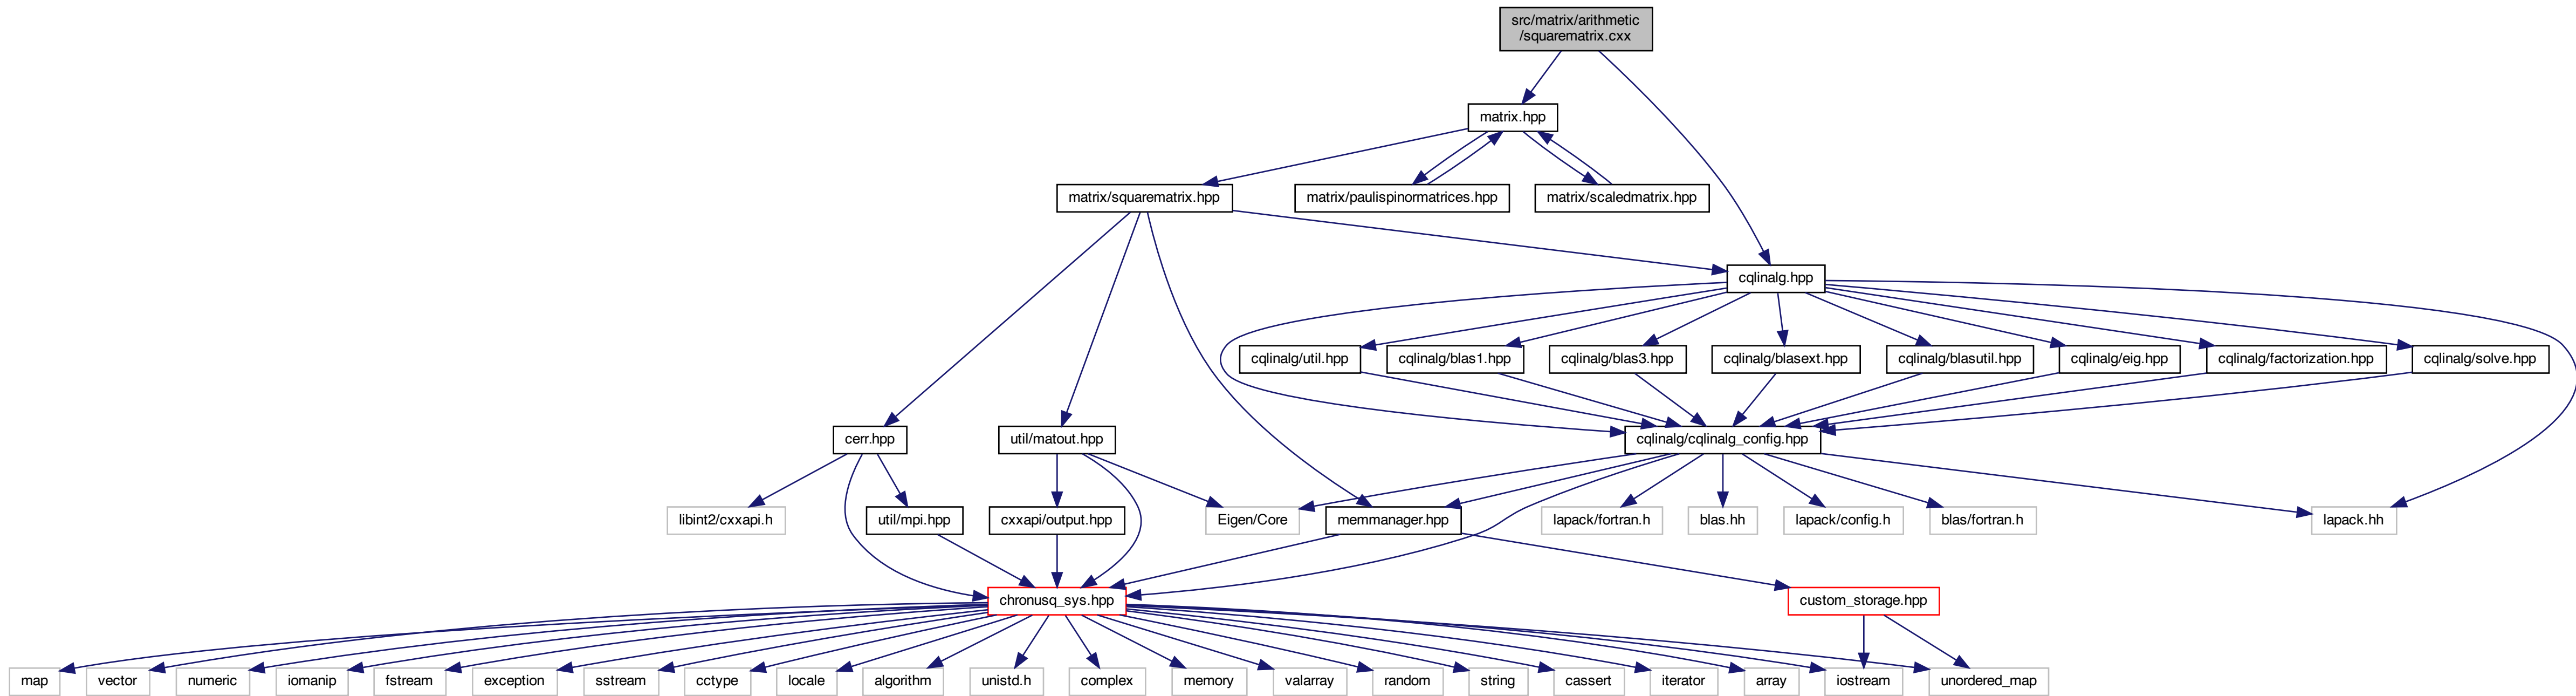 src/matrix/arithmetic
/squarematrix.cxx
matrix.hpp
matrix/squarematrix.hpp
matrix/paulispinormatrices.hpp
matrix/scaledmatrix.hpp
cqlinalg.hpp
cqlinalg/util.hpp
cqlinalg/blas1.hpp
cqlinalg/blas3.hpp
cqlinalg/blasext.hpp
cqlinalg/blasutil.hpp
cqlinalg/eig.hpp
cqlinalg/factorization.hpp
cqlinalg/solve.hpp
cerr.hpp
util/matout.hpp
cqlinalg/cqlinalg_config.hpp
libint2/cxxapi.h
util/mpi.hpp
cxxapi/output.hpp
Eigen/Core
memmanager.hpp
lapack/fortran.h
blas.hh
lapack/config.h
blas/fortran.h
lapack.hh
chronusq_sys.hpp
custom_storage.hpp
map
vector
numeric
iomanip
fstream
exception
sstream
cctype
locale
algorithm
unistd.h
complex
memory
valarray
random
string
cassert
iterator
array
iostream
unordered_map